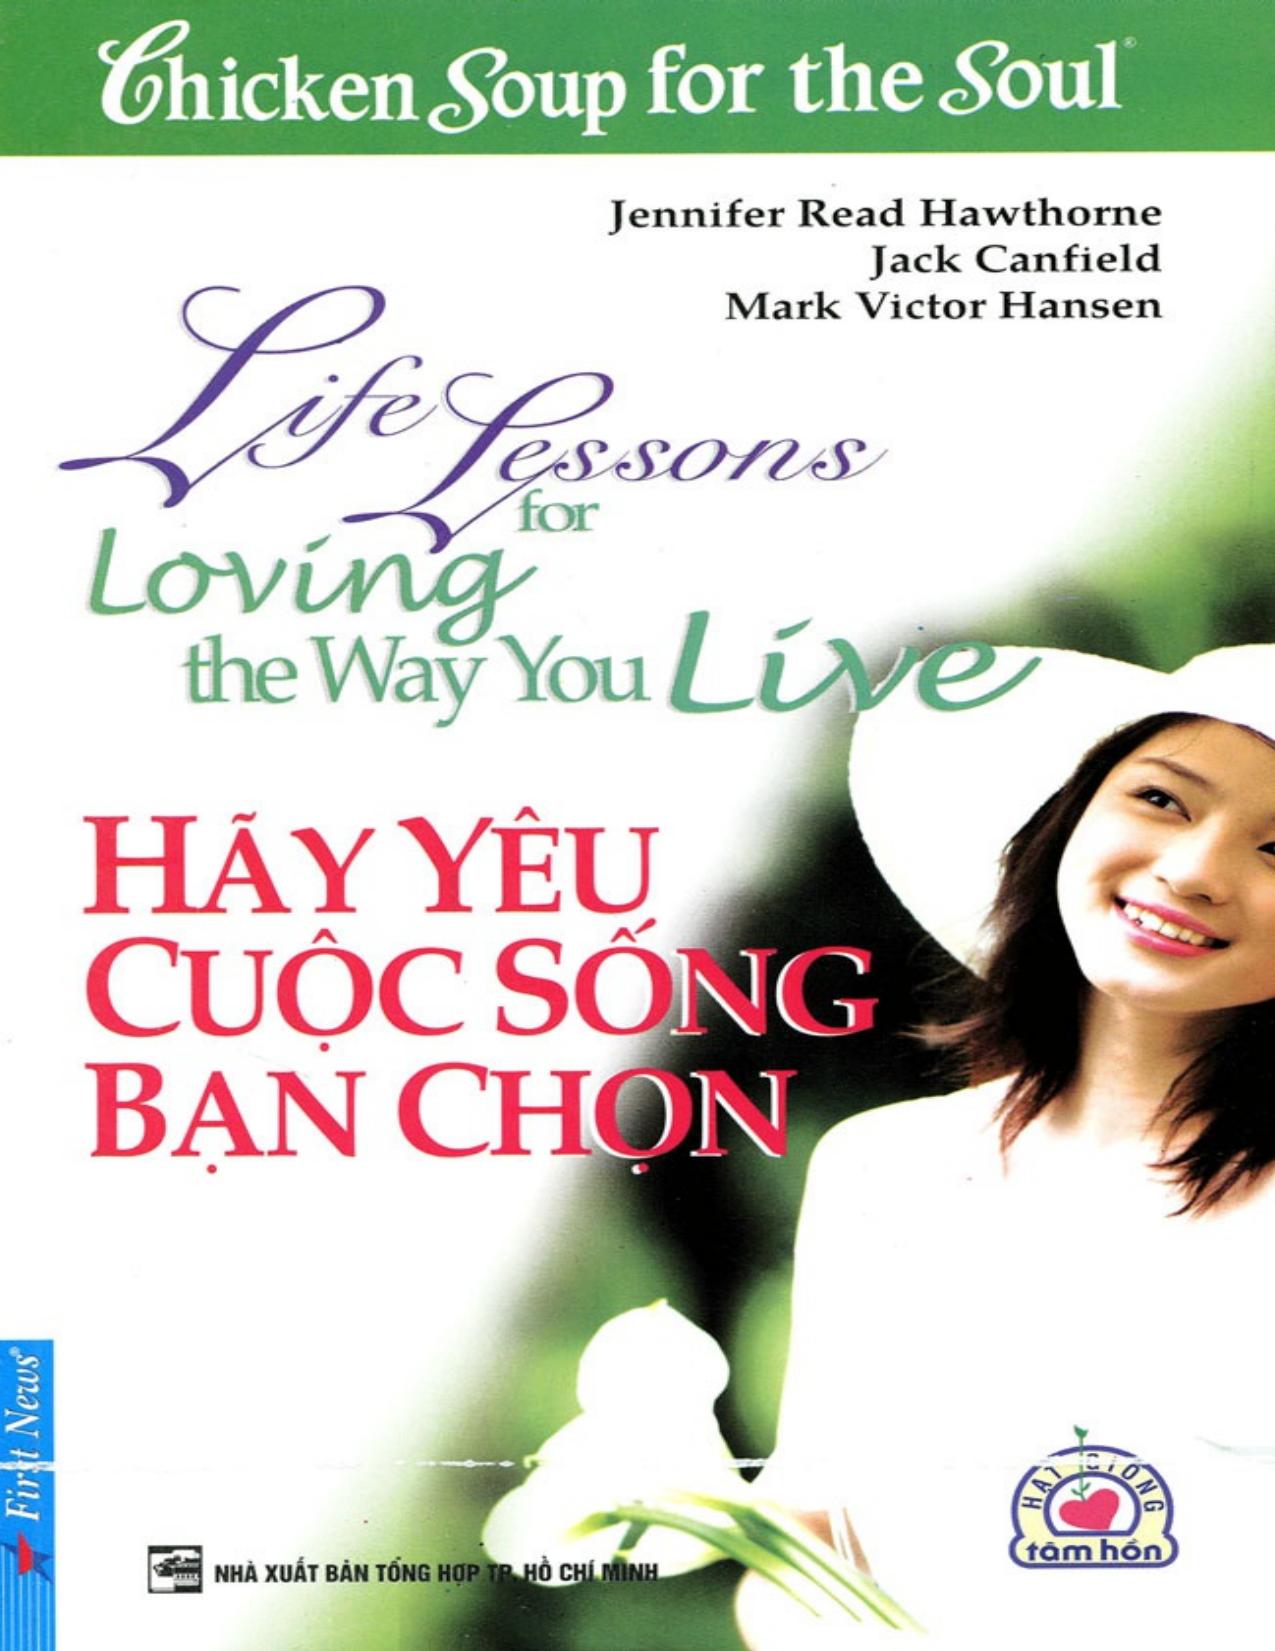 Chicken Soup for the Soul®
Jennifer Read Hawthorne
Jack Canfield
Mark Victor Hansen
Life Lessons
for
Loving
the Way You Live
HÃY YÊU
CUỘC SỐNG
BẠN CHỌN
First News®
HẠT GIỐNG
tâm hồn
NHÀ XUẤT BẢN TỔNG HỢP TP. HỒ CHÍ MINH